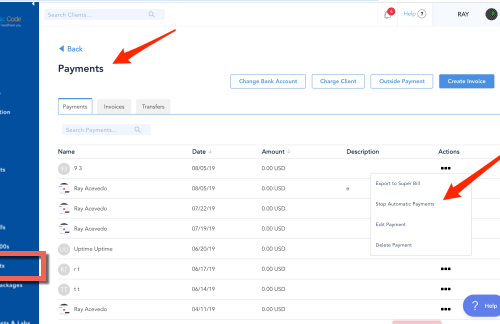 Code
Search Clients...
Help ?
RAY
Back
Payments
Change Bank Account
Charge Client
Outside Payment
Create Invoice
Payments Invoices Transfers
Search Payments...
Name Date Amount Description Actions
9 3 08/05/19 0.00 USD
Ray Acevedo 08/05/19 0.00 USD e
Ray Acevedo 07/22/19 0.00 USD
Ray Acevedo 07/19/19 0.00 USD
Uptime Uptime 06/20/19 0.00 USD
r t 06/17/19 0.00 USD
t t 06/14/19 0.00 USD
Ray Acevedo 04/11/19 0.00 USD
Export to Super Bill
Stop Automatic Payments
Edit Payment
Delete Payment
? Help
tion
ts
lls
00s
ts
ackages
nts & Labs